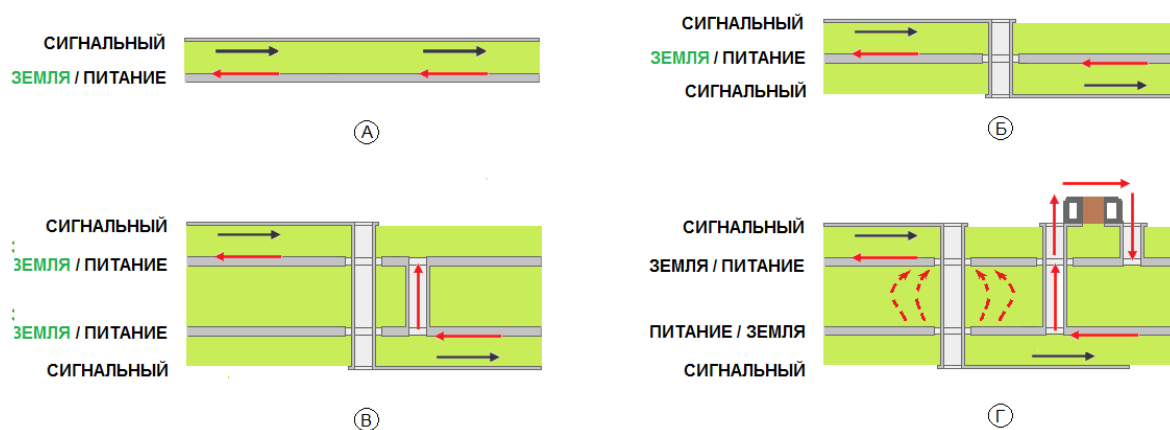 СИГНАЛЬНЫЙ
ЗЕМЛЯ / ПИТАНИЕ
А
СИГНАЛЬНЫЙ
ЗЕМЛЯ / ПИТАНИЕ
СИГНАЛЬНЫЙ
Б
СИГНАЛЬНЫЙ
ЗЕМЛЯ / ПИТАНИЕ
ЗЕМЛЯ / ПИТАНИЕ
СИГНАЛЬНЫЙ
В
СИГНАЛЬНЫЙ
ЗЕМЛЯ / ПИТАНИЕ
ПИТАНИЕ / ЗЕМЛЯ
СИГНАЛЬНЫЙ
Г